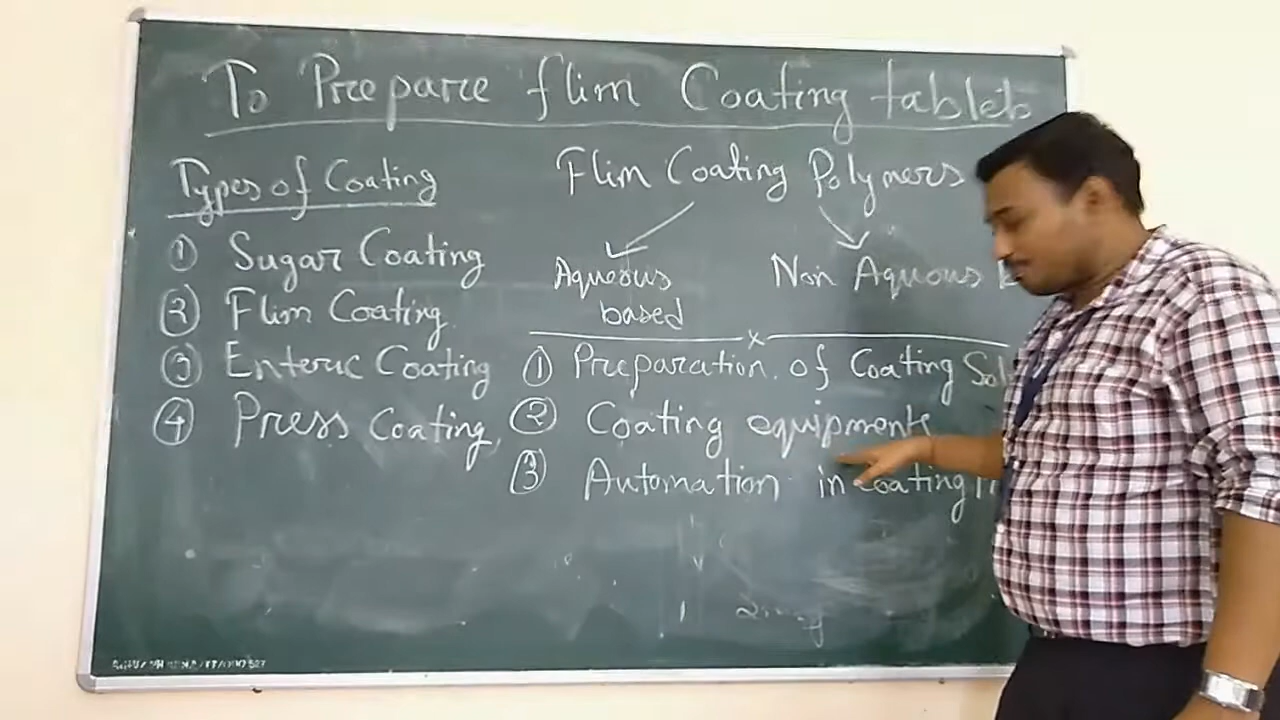 To Prepare flim Coating tablets
Types of Coating
① Sugar Coating
② Flim Coating
③ Enteric Coating
④ Press Coating
Flim Coating Polymers
Aqueous
based
Non Aquous
x
① Preparation of Coating Sol
② Coating equipments
③ Automation in Coating